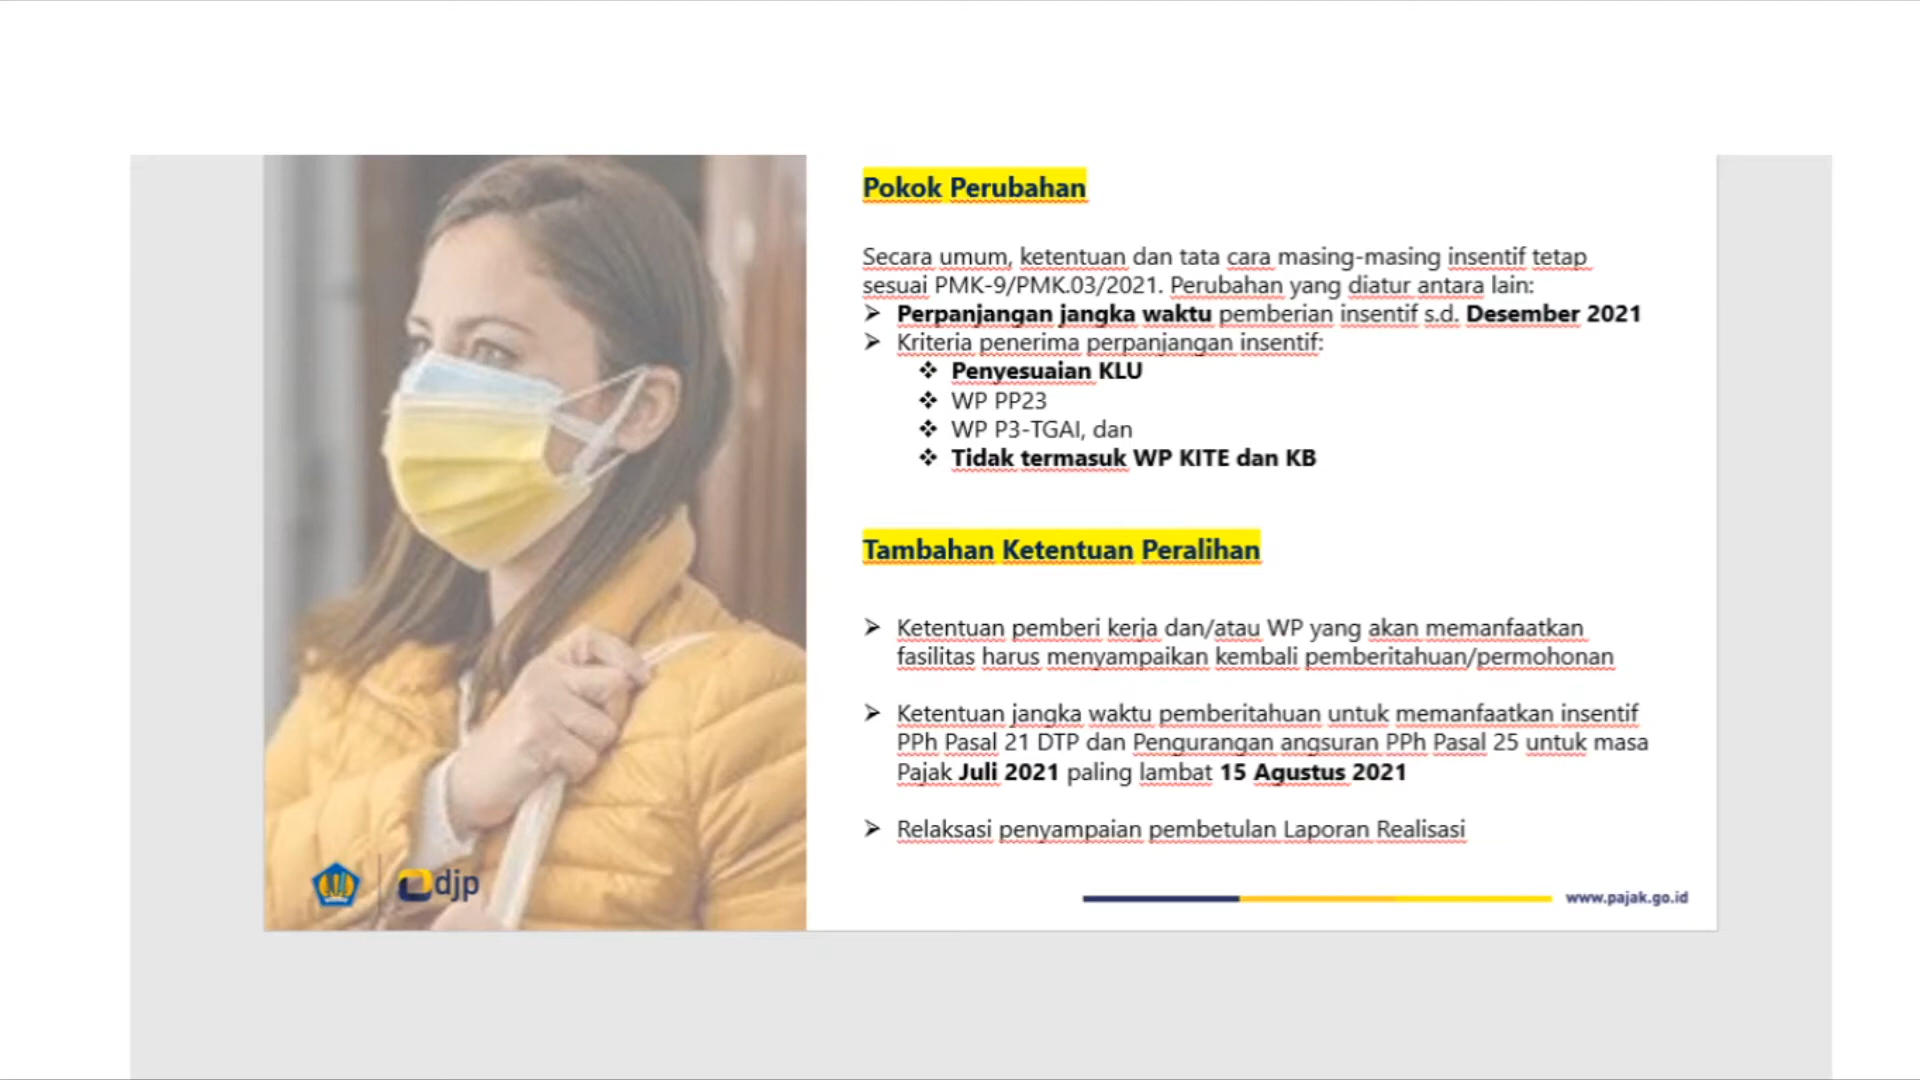 Pokok Perubahan
Secara umum, ketentuan dan tata cara masing-masing insentif tetap
sesuai PMK-9/PMK.03/2021. Perubahan yang diatur antara lain:
➢ Perpanjangan jangka waktu pemberian insentif s.d. Desember 2021
➢ Kriteria penerima perpanjangan insentif:
❖ Penyesuaian KLU
❖ WP PP23
❖ WP P3-TGAI, dan
❖ Tidak termasuk WP KITE dan KB
Tambahan Ketentuan Peralihan
➢ Ketentuan pemberi kerja dan/atau WP yang akan memanfaatkan
fasilitas harus menyampaikan kembali pemberitahuan/permohonan
➢ Ketentuan jangka waktu pemberitahuan untuk memanfaatkan insentif
PPh Pasal 21 DTP dan Pengurangan angsuran PPh Pasal 25 untuk masa
Pajak Juli 2021 paling lambat 15 Agustus 2021
➢ Relaksasi penyampaian pembetulan Laporan Realisasi
djp
www.pajak.go.id